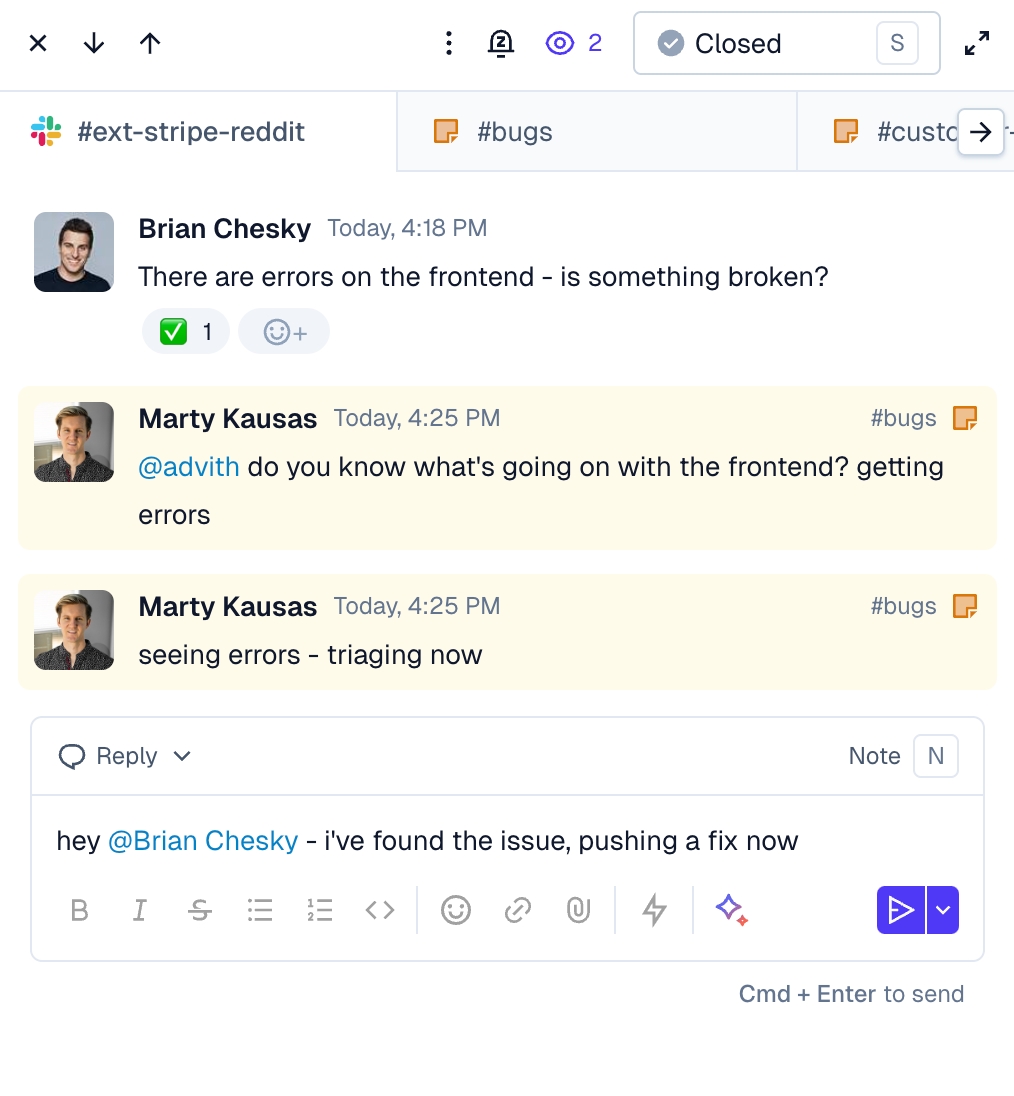 2
Closed
S
#ext-stripe-reddit
#bugs
Brian Chesky Today, 4:18 PM
There are errors on the frontend - is something broken?
1
Marty Kausas Today, 4:25 PM
#bugs
@advith do you know what's going on with the frontend? getting
errors
Marty Kausas Today, 4:25 PM
#bugs
seeing errors - triaging now
Reply
Note
N
hey @Brian Chesky - i've found the issue, pushing a fix now
Cmd + Enter to send